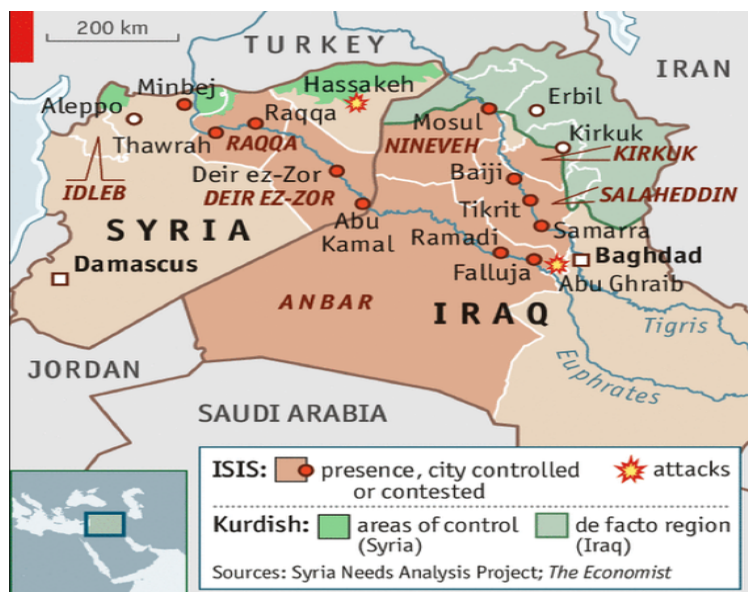 200 km
TURKEY
IRAN
Hassakeh
Minbej
Aleppo
Erbil
Raqqa
Mosul
Kirkuk
Thawrah
RAQQA
NINEVEH
KIRKUK
Baiji
Deir ez-Zor
IDLEB
DEIR EZ-ZOR
SALAHEDDIN
Tikrit
Abu
Kamal
SYRIA
Samarra
Ramadi
Baghdad
Damascus
Falluja
Abu Ghraib
ANBAR
IRAQ
Tigris
JORDAN
Euphrates
SAUDI ARABIA
ISIS: presence, city controlled
or contested
attacks
Kurdish: areas of control
(Syria)
de facto region
(Iraq)
Sources: Syria Needs Analysis Project; The Economist